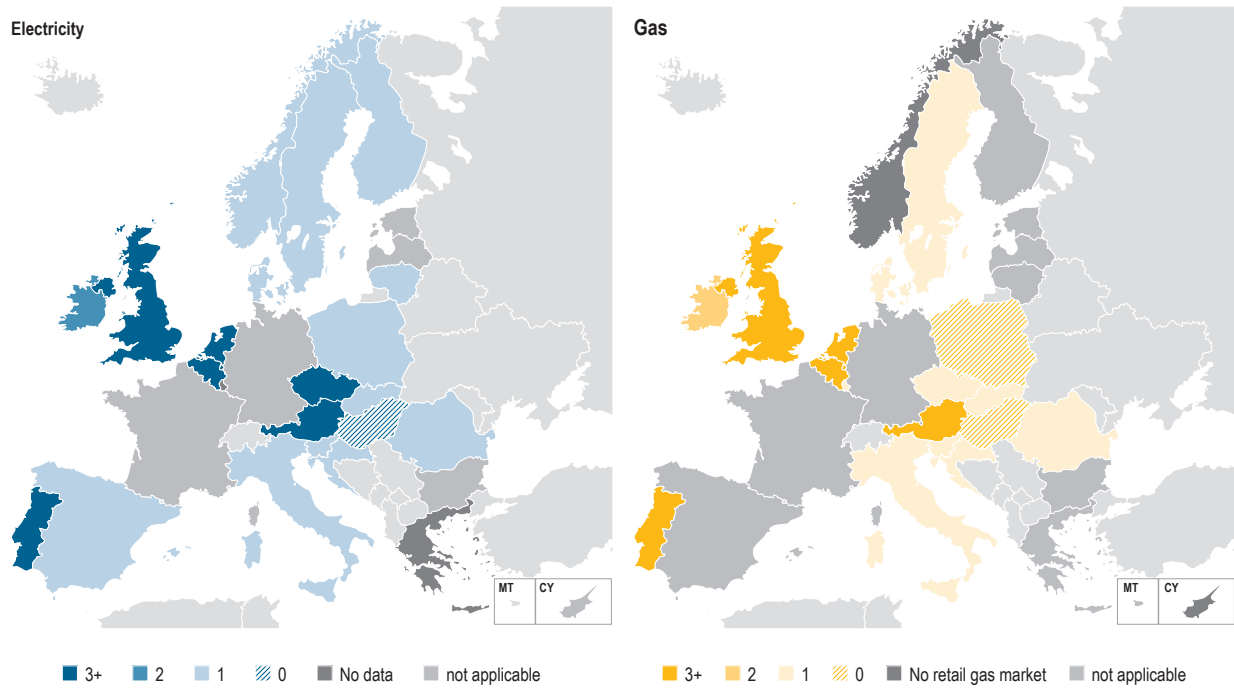 Electricity
Gas
MT
CY
MT
CY
3+
2
1
0
No data
not applicable
3+
2
1
0
No retail gas market
not applicable